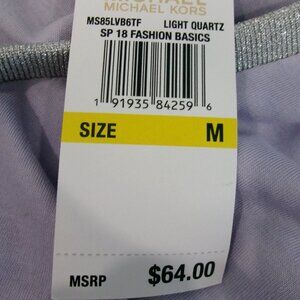 MICHAEL KORS
MS85LVB6TF LIGHT QUARTZ
SP 18 FASHION BASICS
1 91935 84259 6
SIZE M
MSRP $64.00